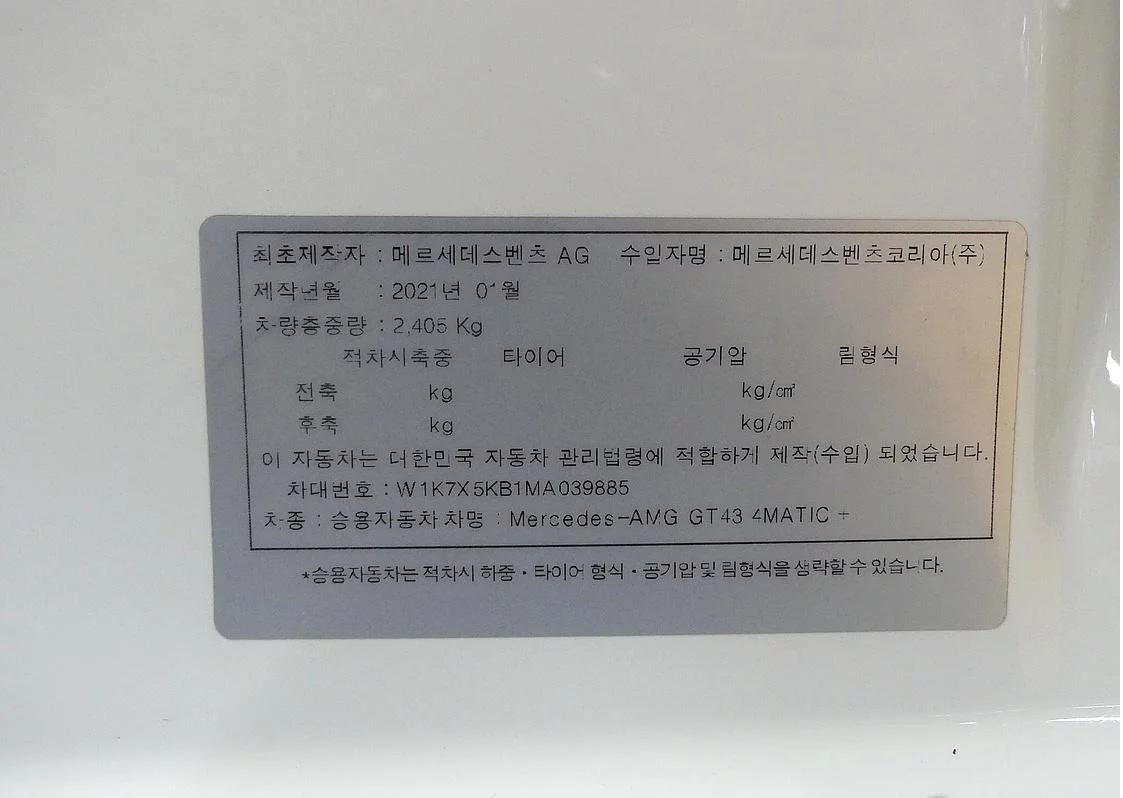 최초제작자 : 메르세데스벤츠 AG 수입자명 : 메르세데스벤츠코리아(주)
제작년월 : 2021년 01월
차량총중량 : 2,405 Kg
적차시축중 타이어 공기압 림형식
전축 kg kg/㎠
후축 kg kg/㎠
이 자동차는 대한민국 자동차 관리법령에 적합하게 제작(수입) 되었습니다.
차대번호 : W1K7X5KB1MA039885
차종 : 승용자동차 차명 : Mercedes-AMG GT43 4MATIC +
*승용자동차는 적차시 하중·타이어 형식·공기압 및 림형식을 생략할 수 있습니다.